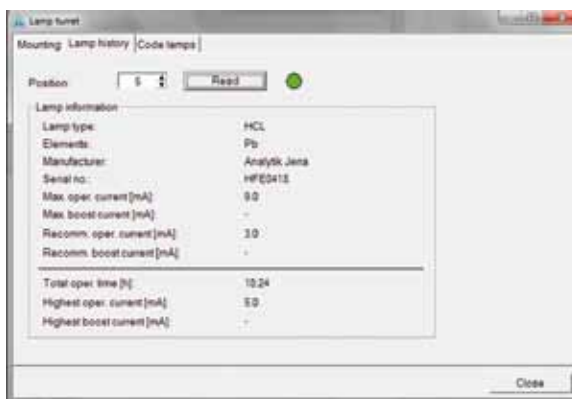 Lamp turret
Mounting Lamp history Code lamps
Position: 5 Read
Lamp information
Lamp type: HCL
Elements: Pb
Manufacturer: Analytik Jena
Serial no.: HFE0418
Max. oper. current [mA]: 9.0
Max. boost current [mA]: -
Recomm. oper. current [mA]: 3.0
Recomm. boost current [mA]: -
Total oper. time [h]: 10.24
Highest oper. current [mA]: 5.0
Highest boost current [mA]: -
Close